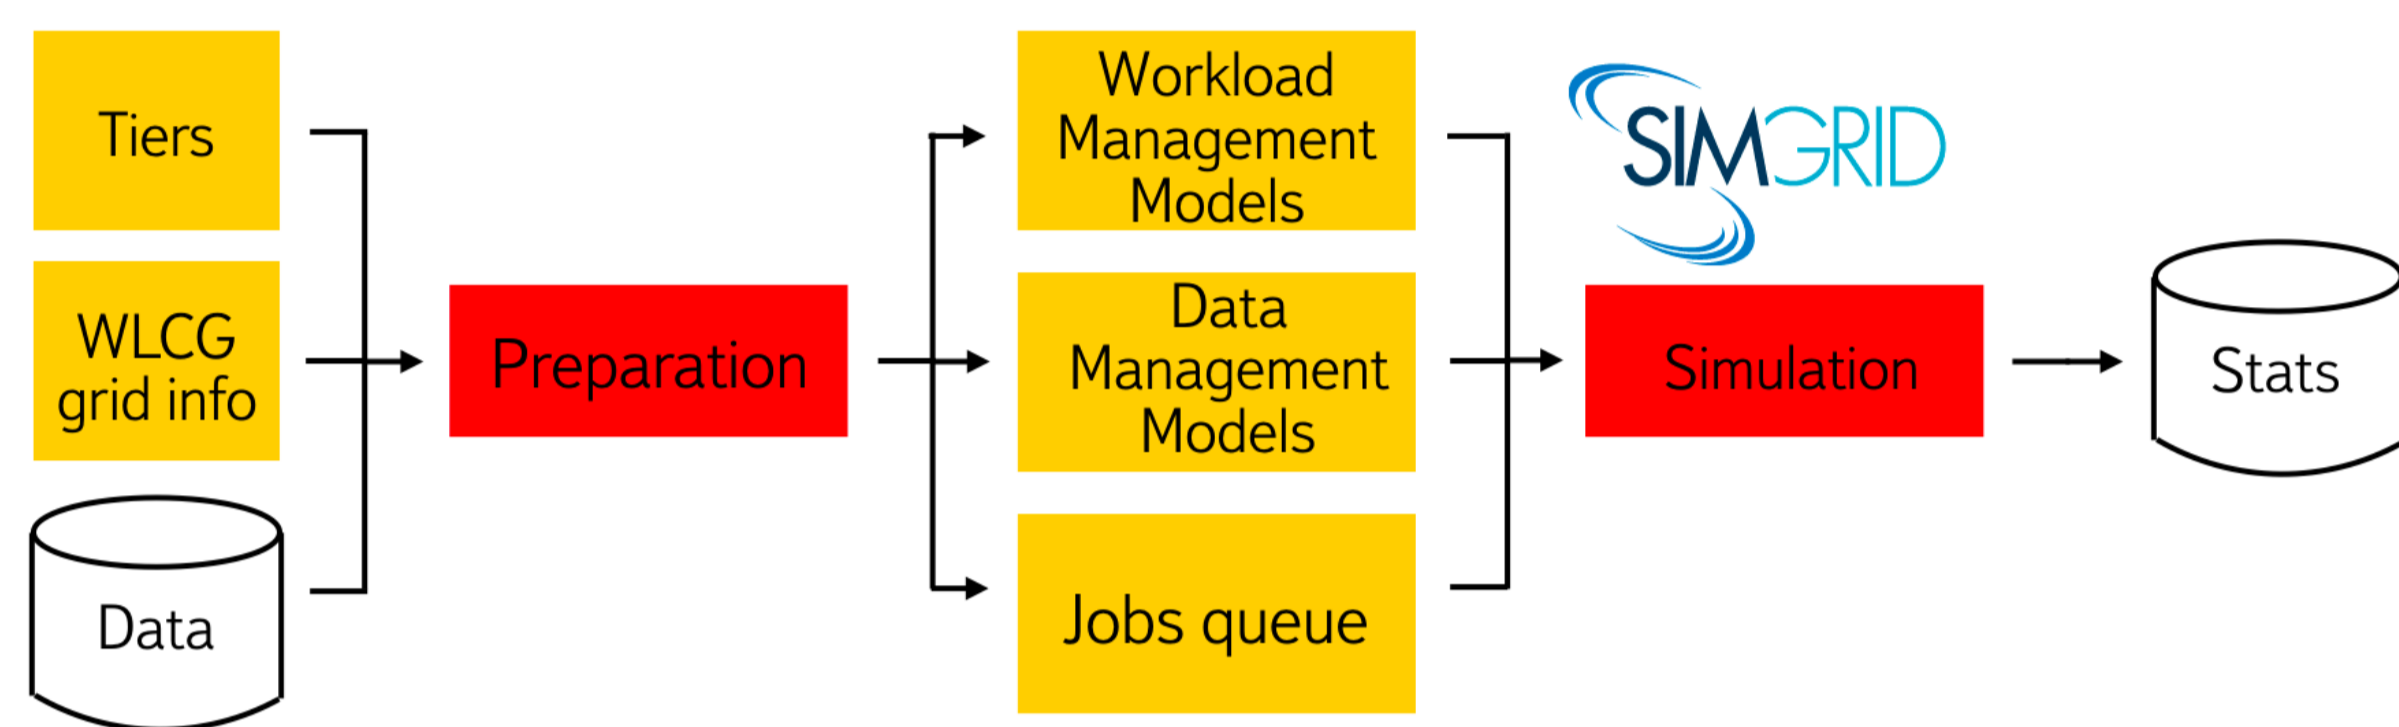 Tiers
WLCG
grid info
Data
Preparation
Workload
Management
Models
Data
Management
Models
Jobs queue
SIMGRID
Simulation
Stats